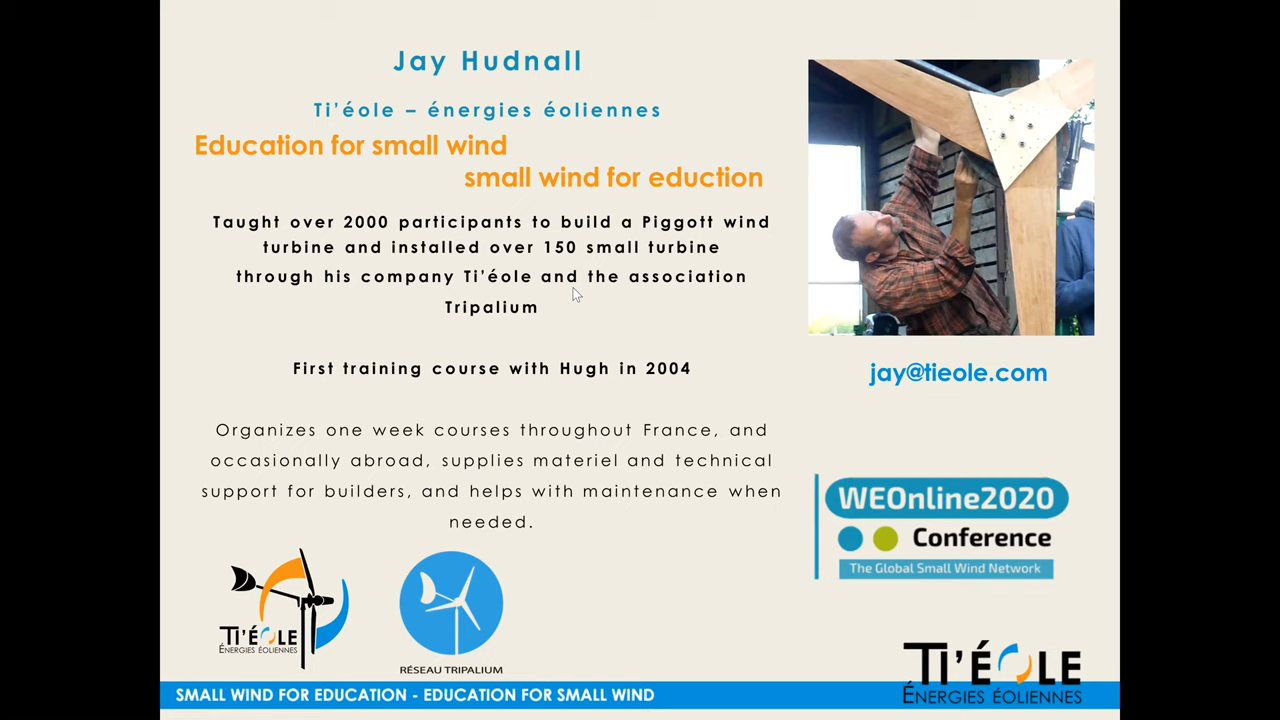 Jay Hudnall
Ti’éole – énergies éoliennes
Education for small wind
small wind for eduction
Taught over 2000 participants to build a Piggott wind
turbine and installed over 150 small turbine
through his company Ti’éole and the association
Tripalium
First training course with Hugh in 2004
Organizes one week courses throughout France, and
occasionally abroad, supplies materiel and technical
support for builders, and helps with maintenance when
needed.
jay@tieole.com
WEOnline2020
Conference
The Global Small Wind Network
TI’ÉOLE
ÉNERGIES ÉOLIENNES
RÉSEAU TRIPALIUM
TI’ÉOLE
ÉNERGIES ÉOLIENNES
SMALL WIND FOR EDUCATION - EDUCATION FOR SMALL WIND